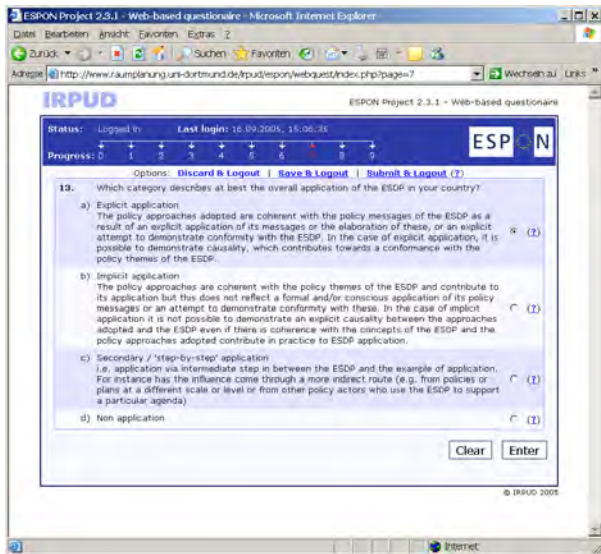 ESPON Project 2.3.1 - Web-based questionaire - Microsoft Internet Explorer
Datei Bearbeiten Ansicht Favoriten Extras ?
Zurück Suchen Favoriten
Adresse http://www.raumplanung.uni-dortmund.de/irpud/espon/webquest/index.php?page=7 Wechseln zu Links »
IRPUD ESPON Project 2.3.1 - Web-based questionaire
Status: Logged in Last login: 16.09.2005,
ESPON
Progress: 0 1 2 3 4 5 6 7 8 9
Options: Discard & Logout | Save & Logout | Submit & Logout (?)
13. Which category describes at best the overall application of the ESDP in your country?
a) Explicit application
The policy approaches adopted are coherent with the policy messages of the ESDP as a
result of an explicit application of its messages or the elaboration of these, or an explicit
attempt to demonstrate conformity with the ESDP. In the case of explicit application, it is (?)
possible to demonstrate causality, which contributes towards a conformance with the
policy themes of the ESDP.
b) Implicit application
The policy approaches are coherent with the policy themes of the ESDP and contribute to
its application but this does not reflect a formal and/or conscious application of its policy
messages or an attempt to demonstrate conformity with these. In the case of implicit (?)
application it is not possible to demonstrate an explicit causality between the approaches
adopted and the ESDP even if there is coherence with the concepts of the ESDP and the
policy approaches adopted contribute in practice to ESDP application.
c) Secondary / 'step-by-step' application
i.e. application via intermediate step in between the ESDP and the example of application.
For instance has the influence come through a more indirect route (e.g. from policies or (?)
plans at a different scale or level or from other policy actors who use the ESDP to support
a particular agenda)
d) Non application (?)
Clear Enter
© IRPUD 2005
Internet